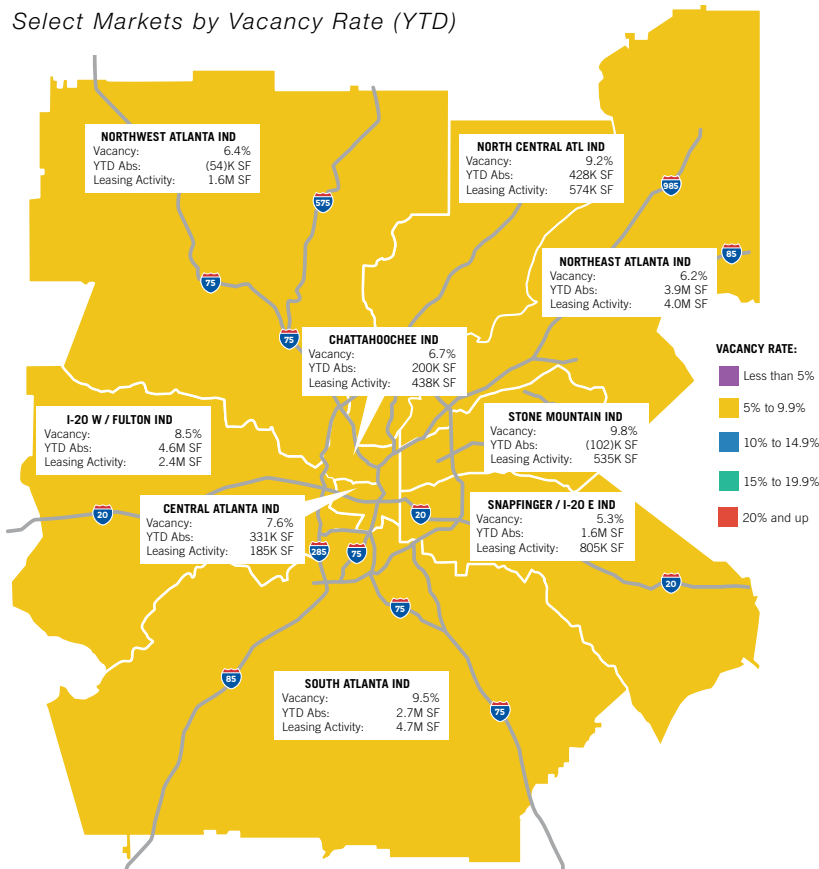 Select Markets by Vacancy Rate (YTD)
NORTHWEST ATLANTA IND
Vacancy: 6.4%
YTD Abs: (54)K SF
Leasing Activity: 1.6M SF
NORTH CENTRAL ATL IND
Vacancy: 9.2%
YTD Abs: 428K SF
Leasing Activity: 574K SF
985
575
NORTHEAST ATLANTA IND
Vacancy: 6.2%
YTD Abs: 3.9M SF
Leasing Activity: 4.0M SF
85
75
75
CHATTAHOOCHEE IND
Vacancy: 6.7%
YTD Abs: 200K SF
Leasing Activity: 438K SF
VACANCY RATE:
Less than 5%
5% to 9.9%
10% to 14.9%
15% to 19.9%
20% and up
I-20 W / FULTON IND
Vacancy: 8.5%
YTD Abs: 4.6M SF
Leasing Activity: 2.4M SF
STONE MOUNTAIN IND
Vacancy: 9.8%
YTD Abs: (102)K SF
Leasing Activity: 535K SF
CENTRAL ATLANTA IND
Vacancy: 7.6%
YTD Abs: 331K SF
Leasing Activity: 185K SF
SNAPFINGER / I-20 E IND
Vacancy: 5.3%
YTD Abs: 1.6M SF
Leasing Activity: 805K SF
20
20
285
75
20
75
85
SOUTH ATLANTA IND
Vacancy: 9.5%
YTD Abs: 2.7M SF
Leasing Activity: 4.7M SF
75